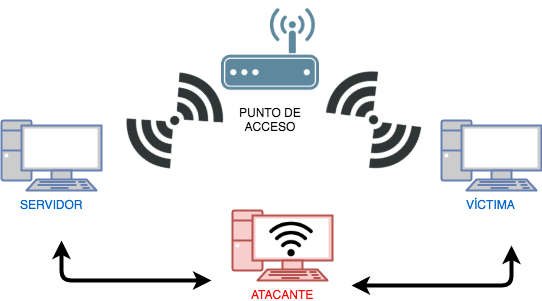 PUNTO DE
ACCESO
SERVIDOR
VÍCTIMA
ATACANTE